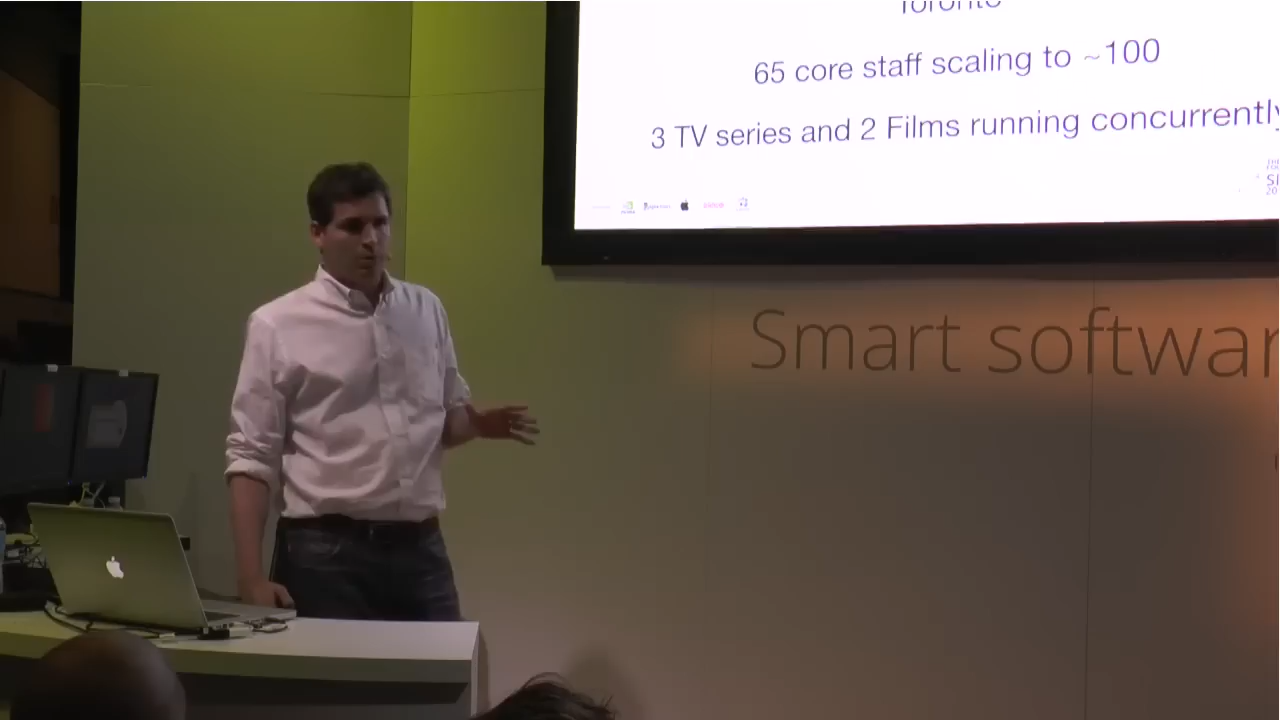 Toronto
65 core staff scaling to ~100
3 TV series and 2 Films running concurrently
Smart softwar